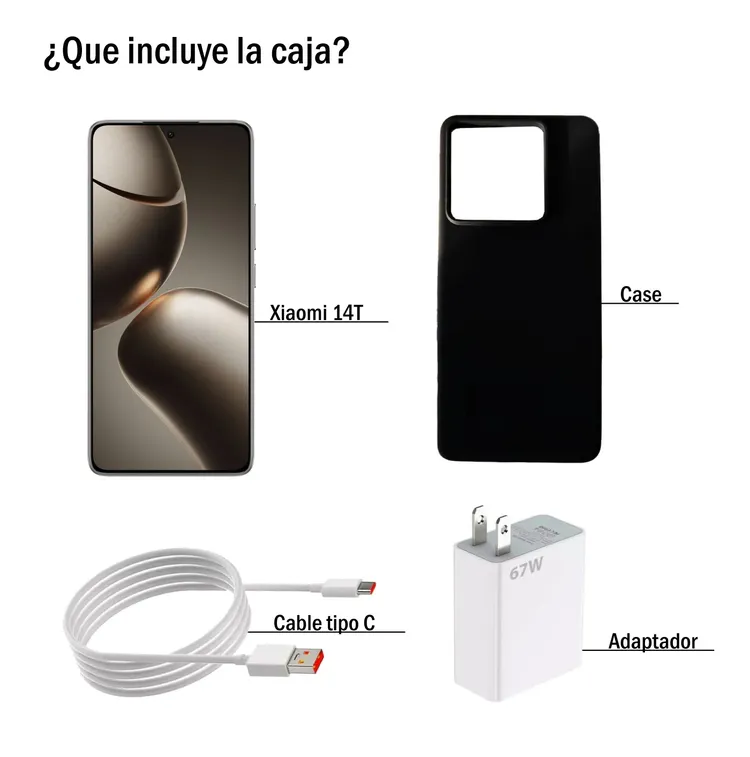 ¿Que incluye la caja?
Xiaomi 14T
Case
Cable tipo C
67W
Adaptador